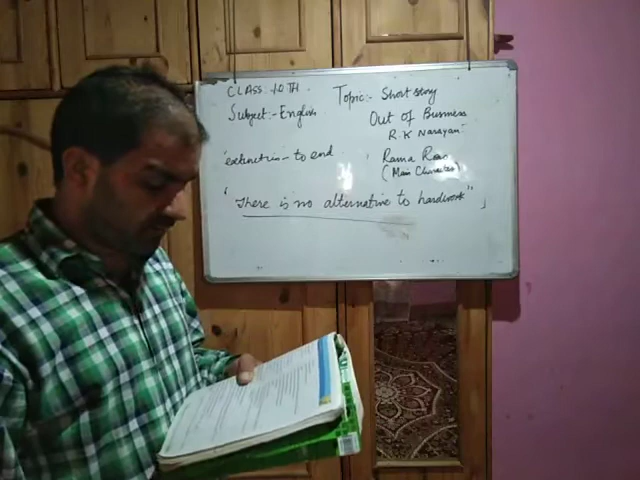 CLASS 10TH
Topic:- Short story
Subject:- English
Out of Business
R.K Narayan
extinction - to end
Rama Rao
(Main Character)
"There is no alternative to hardwork"